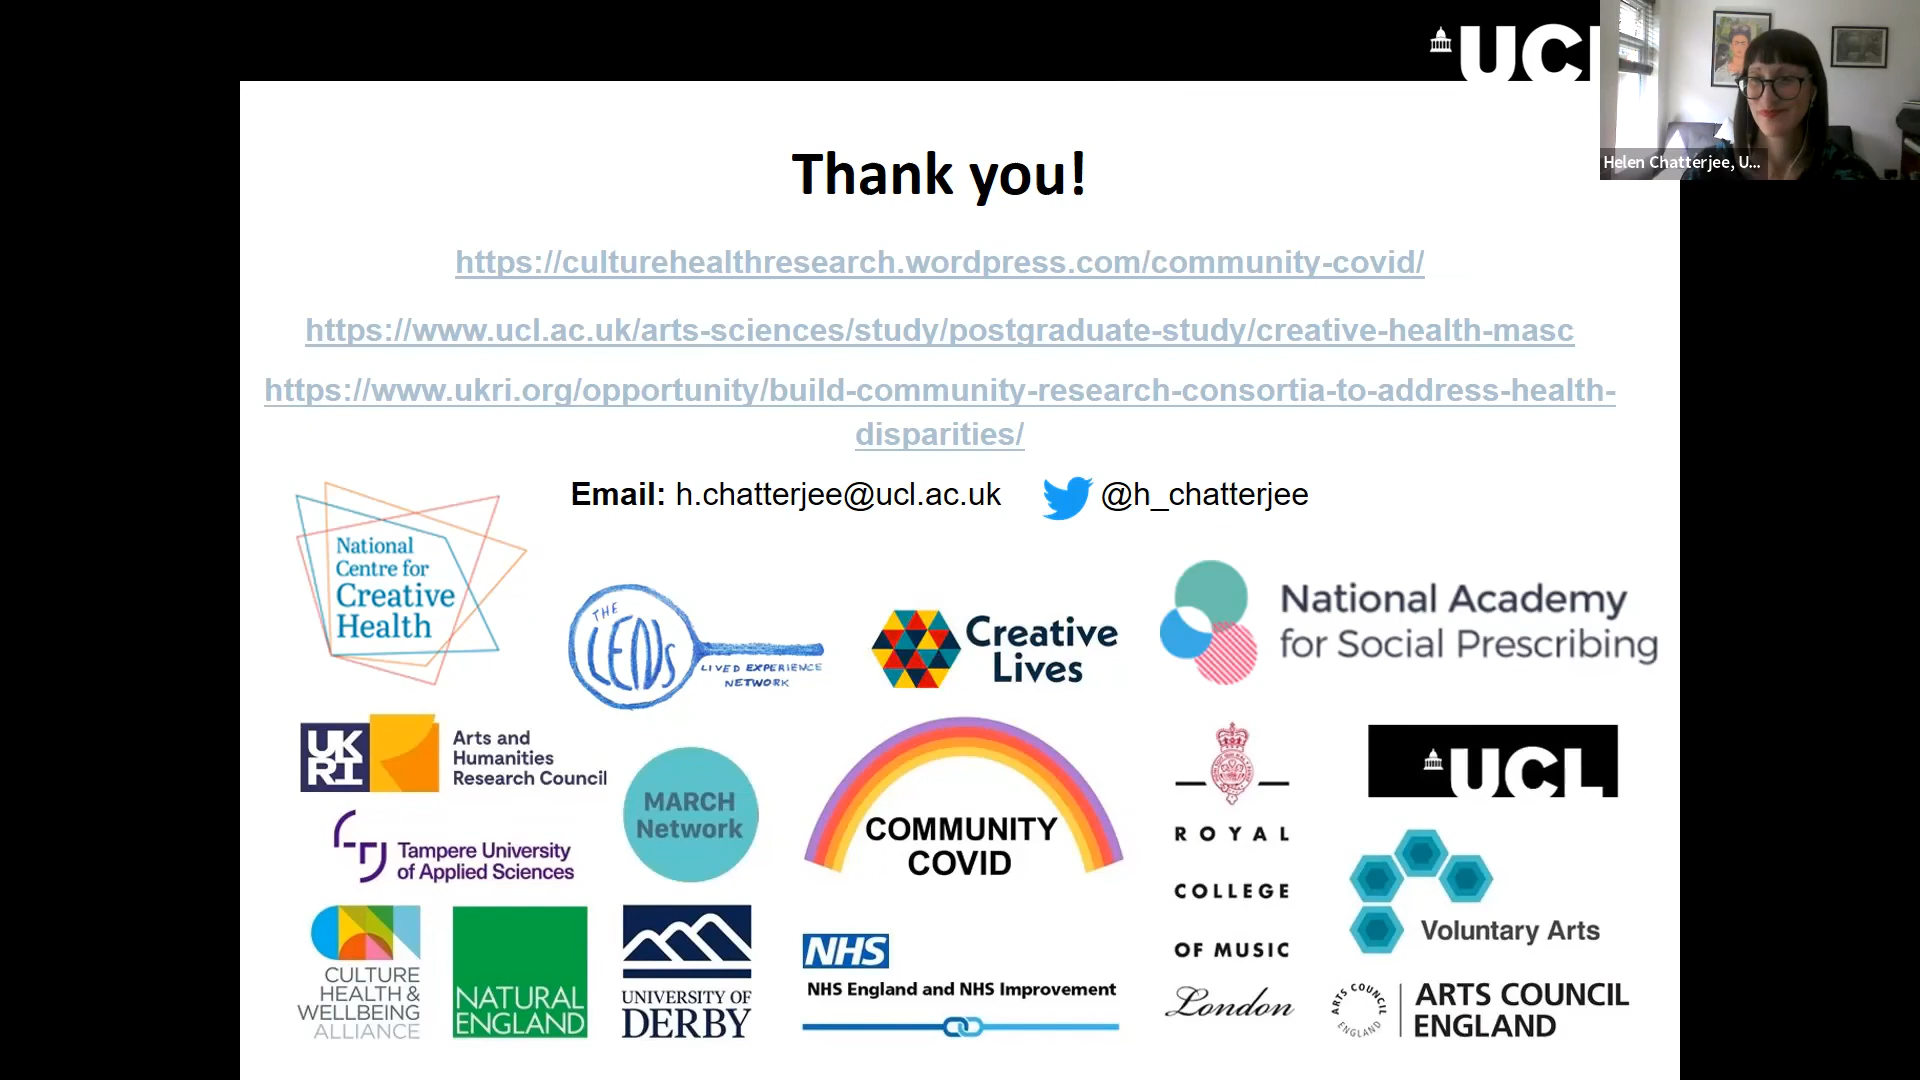 UCL
Helen Chatterjee, U...
Thank you!
https://culturehealthresearch.wordpress.com/community-covid/
https://www.ucl.ac.uk/arts-sciences/study/postgraduate-study/creative-health-masc
https://www.ukri.org/opportunity/build-community-research-consortia-to-address-health-
disparities/
Email: h.chatterjee@ucl.ac.uk @h_chatterjee
National
Centre for
Creative
Health
THE
LENS
LIVED EXPERIENCE
NETWORK
Creative
Lives
National Academy
for Social Prescribing
UK
RI
Arts and
Humanities
Research Council
MARCH
Network
COMMUNITY
COVID
ROYAL
COLLEGE
OF MUSIC
London
UCL
Tampere University
of Applied Sciences
Voluntary Arts
CULTURE
HEALTH &
WELLBEING
ALLIANCE
NATURAL
ENGLAND
UNIVERSITY OF
DERBY
NHS
NHS England and NHS Improvement
ARTS COUNCIL
ENGLAND
ARTS COUNCIL
ENGLAND